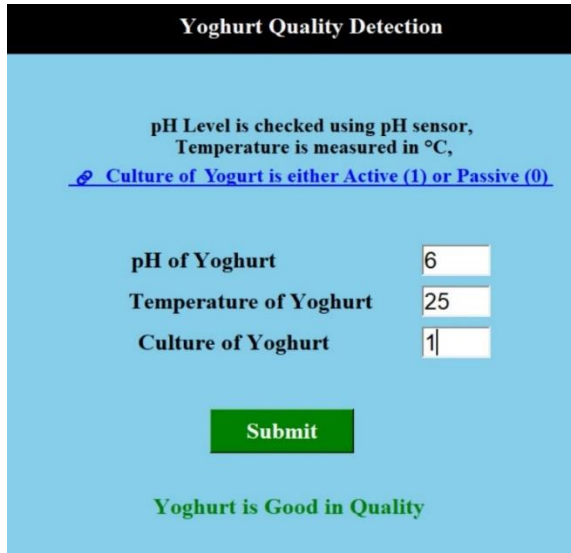 Yoghurt Quality Detection
pH Level is checked using pH sensor,
Temperature is measured in °C,
Culture of Yogurt is either Active (1) or Passive (0)
pH of Yoghurt 6
Temperature of Yoghurt 25
Culture of Yoghurt 1
Submit
Yoghurt is Good in Quality